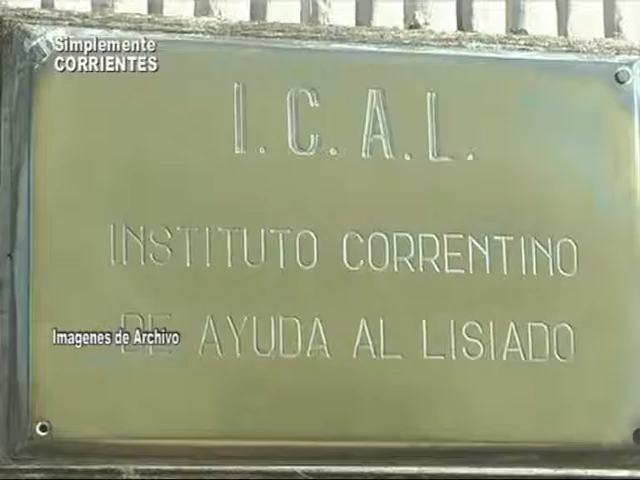 Simplemente
CORRIENTES
I.C.A.L.
INSTITUTO CORRENTINO
DE AYUDA AL LISIADO
Imagenes de Archivo